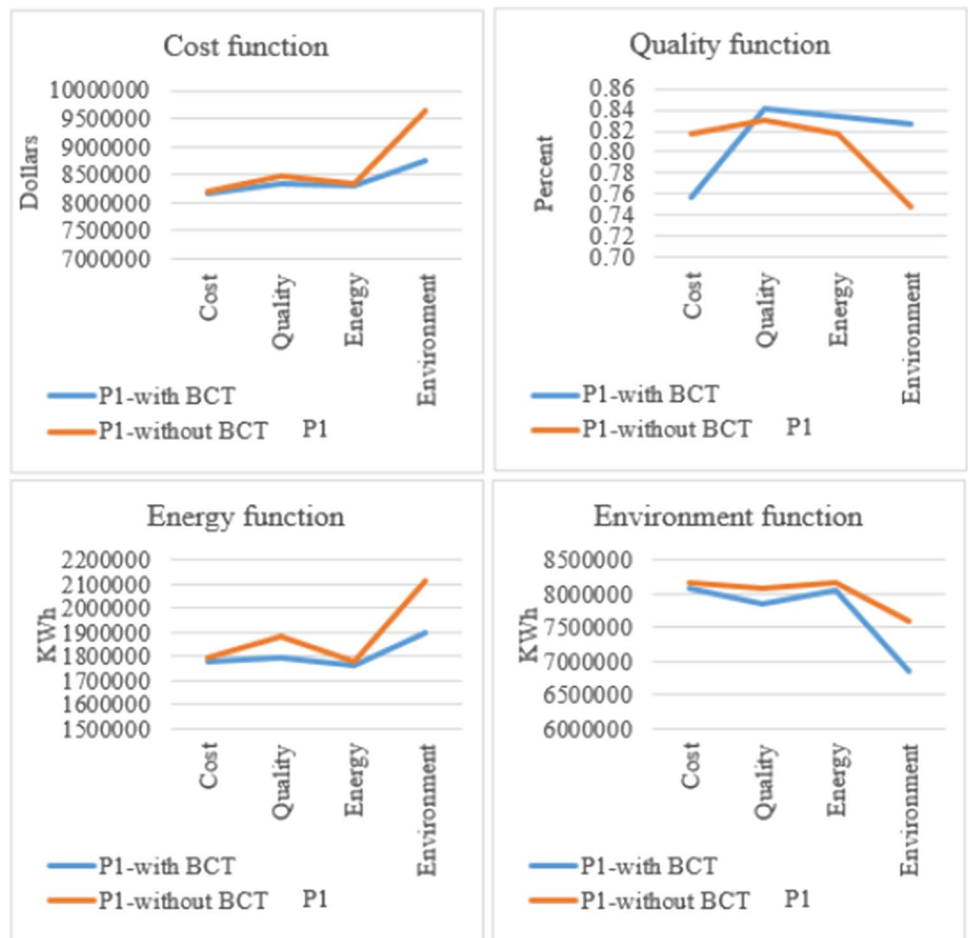 Cost function
Dollars
10000000
9500000
9000000
8500000
8000000
7500000
7000000
Cost
Quality
Energy
Environment
P1-with BCT
P1-without BCT P1
Quality function
Percent
0.86
0.84
0.82
0.80
0.78
0.76
0.74
0.72
0.70
Cost
Quality
Energy
Environment
P1-with BCT
P1-without BCT P1
Energy function
KWh
2200000
2100000
2000000
1900000
1800000
1700000
1600000
1500000
Cost
Quality
Energy
Environment
P1-with BCT
P1-without BCT P1
Environment function
KWh
8500000
8000000
7500000
7000000
6500000
6000000
Cost
Quality
Energy
Environment
P1-with BCT
P1-without BCT P1